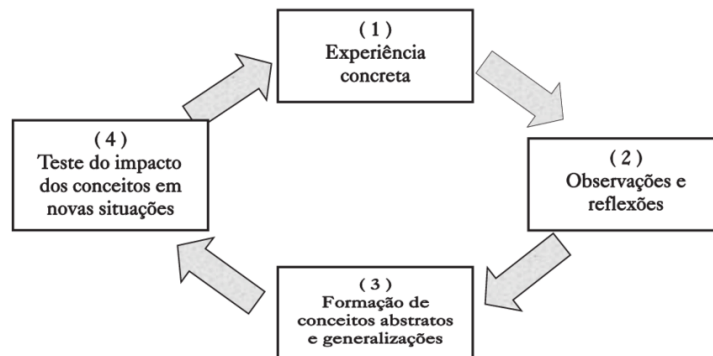 ( 1 )
Experiência
concreta
( 2 )
Observações e
reflexões
( 3 )
Formação de
conceitos abstratos
e generalizações
( 4 )
Teste do impacto
dos conceitos em
novas situações